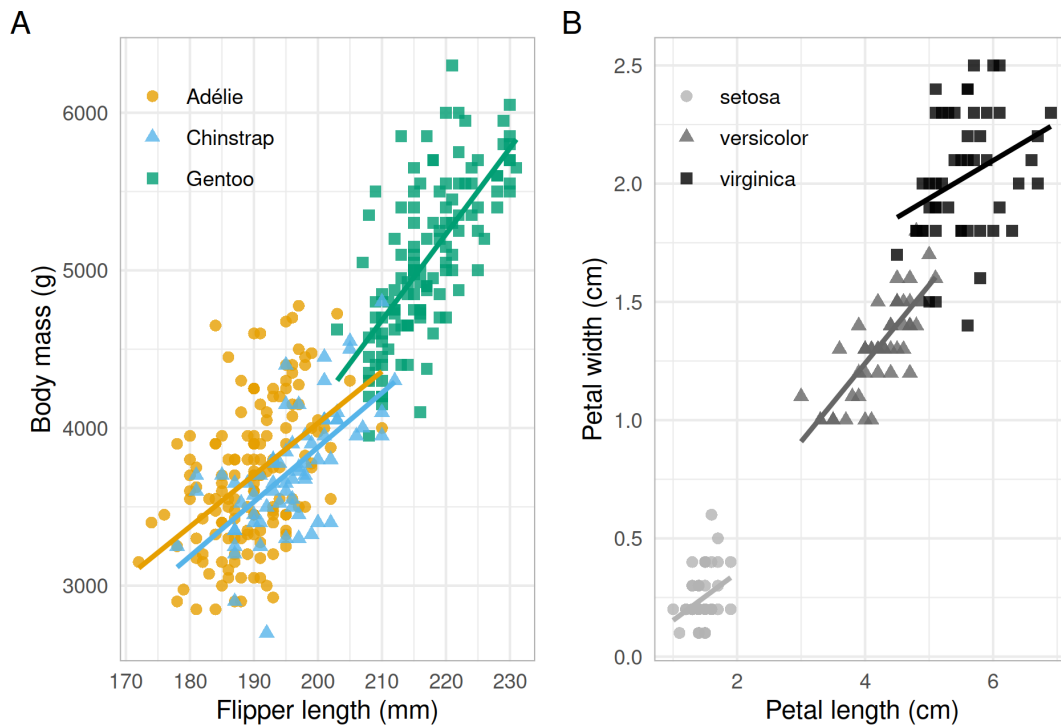 A
Body mass (g)
6000
5000
4000
3000
Adélie
Chinstrap
Gentoo
170 180 190 200 210 220 230
Flipper length (mm)
B
Petal width (cm)
2.5
2.0
1.5
1.0
0.5
0.0
setosa
versicolor
virginica
2 4 6
Petal length (cm)